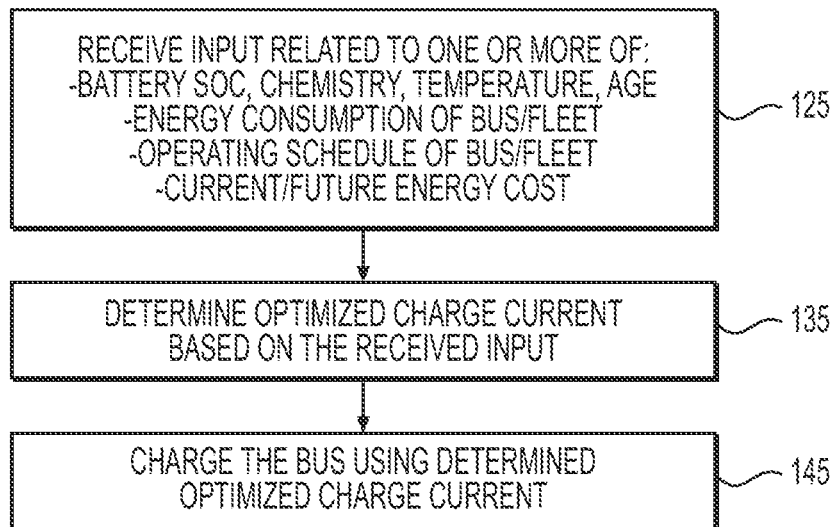 RECEIVE INPUT RELATED TO ONE OR MORE OF:
-BATTERY SOC, CHEMISTRY, TEMPERATURE, AGE
-ENERGY CONSUMPTION OF BUS/FLEET
-OPERATING SCHEDULE OF BUS/FLEET
-CURRENT/FUTURE ENERGY COST
125
DETERMINE OPTIMIZED CHARGE CURRENT
BASED ON THE RECEIVED INPUT
135
CHARGE THE BUS USING DETERMINED
OPTIMIZED CHARGE CURRENT
145